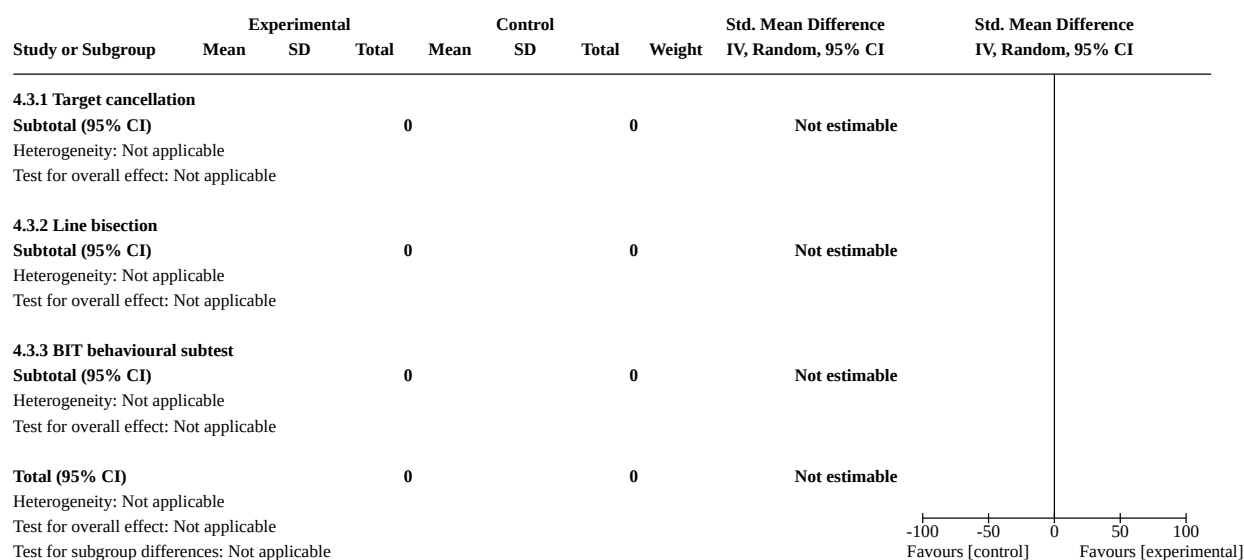 Experimental Control Std. Mean Difference Std. Mean Difference
Study or Subgroup Mean SD Total Mean SD Total Weight IV, Random, 95% CI IV, Random, 95% CI
4.3.1 Target cancellation
Subtotal (95% CI) 0 0 Not estimable
Heterogeneity: Not applicable
Test for overall effect: Not applicable
4.3.2 Line bisection
Subtotal (95% CI) 0 0 Not estimable
Heterogeneity: Not applicable
Test for overall effect: Not applicable
4.3.3 BIT behavioural subtest
Subtotal (95% CI) 0 0 Not estimable
Heterogeneity: Not applicable
Test for overall effect: Not applicable
Total (95% CI) 0 0 Not estimable
Heterogeneity: Not applicable
Test for overall effect: Not applicable
Test for subgroup differences: Not applicable
-100 -50 0 50 100
Favours [control] Favours [experimental]